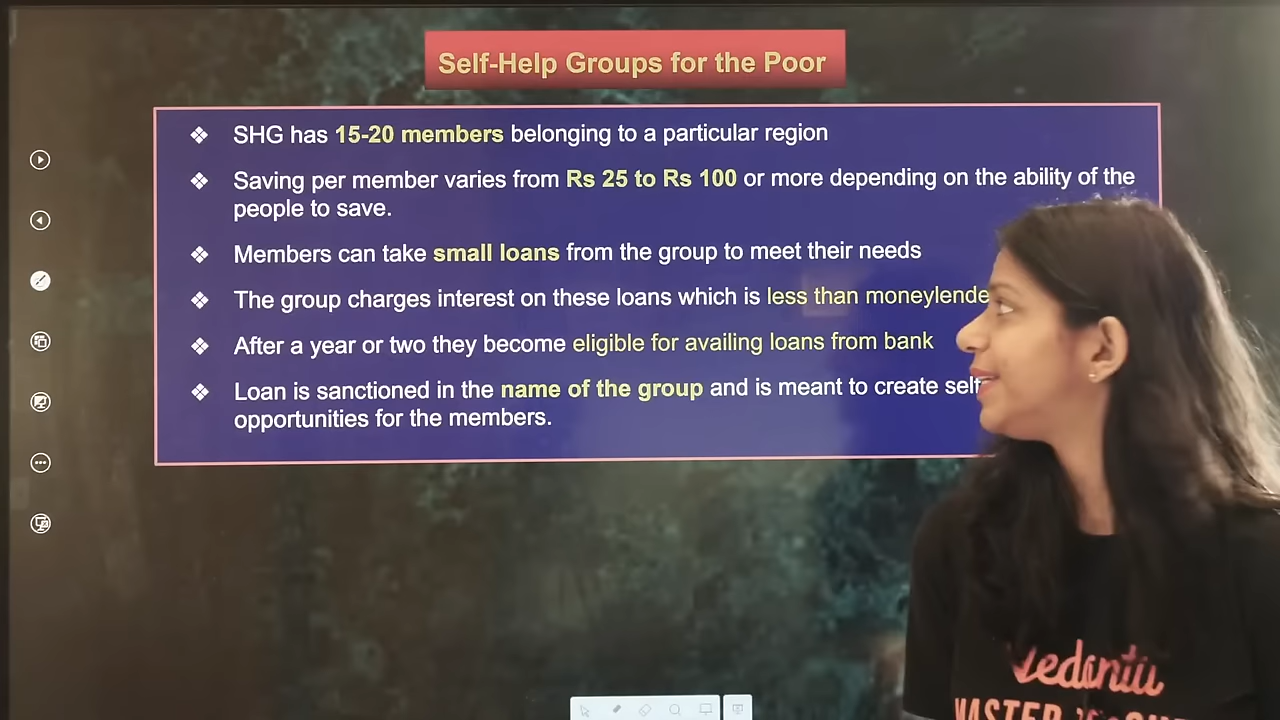 Self-Help Groups for the Poor
❖ SHG has 15-20 members belonging to a particular region
❖ Saving per member varies from Rs 25 to Rs 100 or more depending on the ability of the
people to save.
❖ Members can take small loans from the group to meet their needs
❖ The group charges interest on these loans which is less than moneylende
❖ After a year or two they become eligible for availing loans from bank
❖ Loan is sanctioned in the name of the group and is meant to create self
opportunities for the members.
Vedantu
MASTER